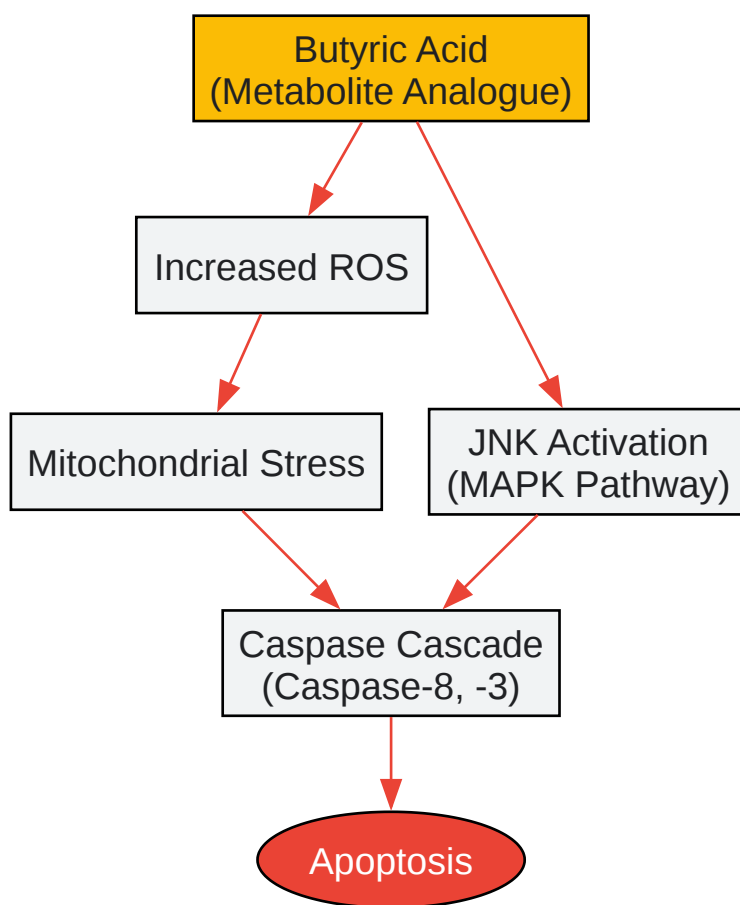 Butyric Acid
(Metabolite Analogue)
Increased ROS
Mitochondrial Stress
JNK Activation
(MAPK Pathway)
Caspase Cascade
(Caspase-8, -3)
Apoptosis